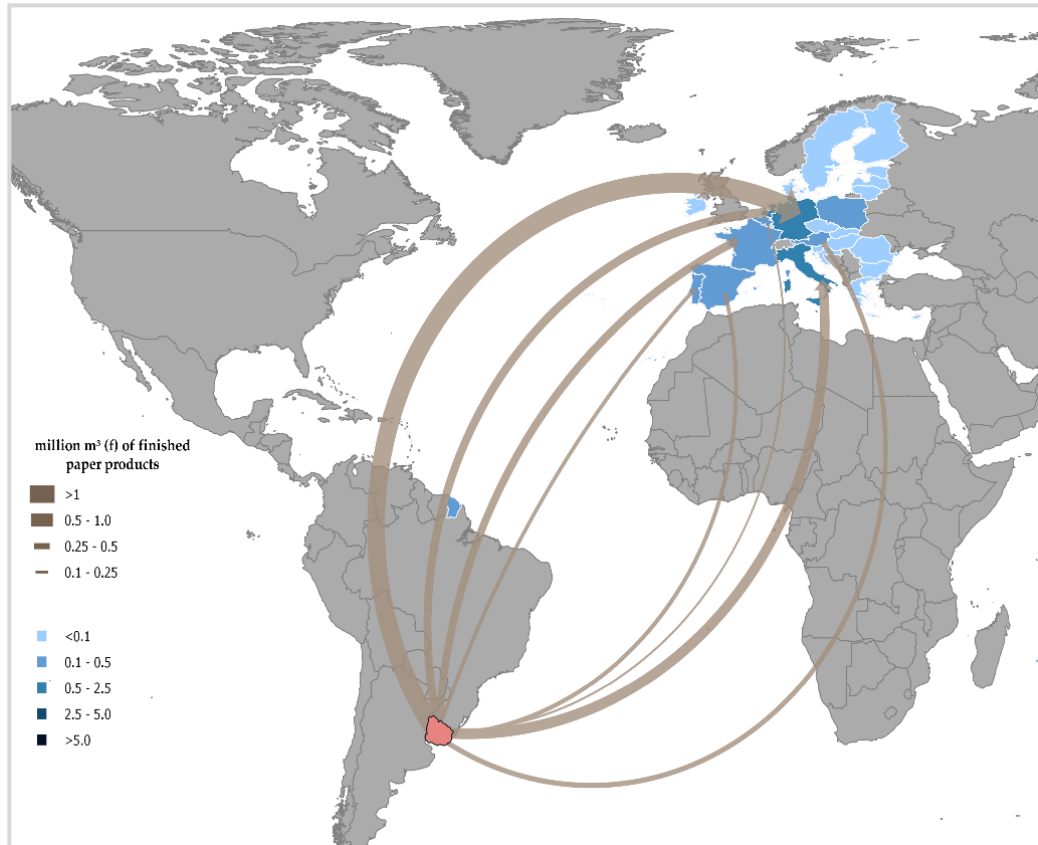 million m³ (f) of finished
paper products
>1
0.5 - 1.0
0.25 - 0.5
0.1 - 0.25
<0.1
0.1 - 0.5
0.5 - 2.5
2.5 - 5.0
>5.0